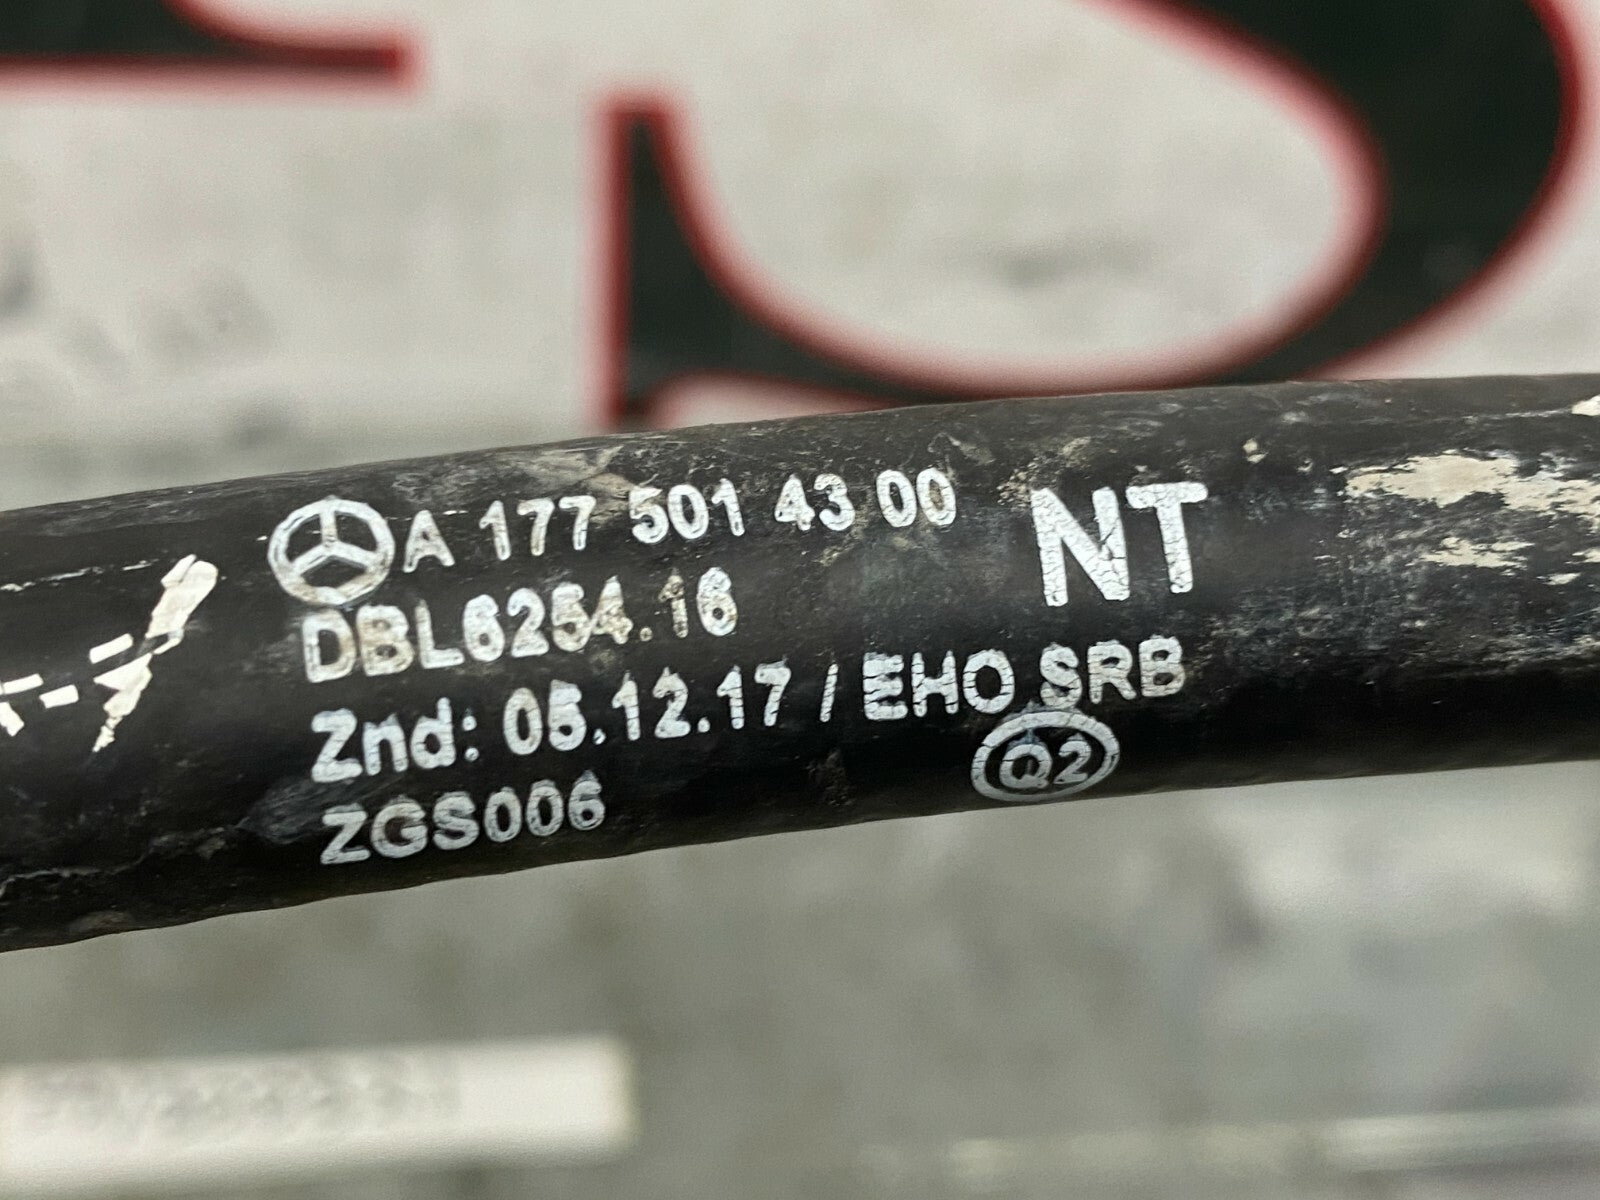 A 177 501 43 00
NT
DBL6254.16
Znd: 05.12.17 / EHO SRB
Q2
ZGS006